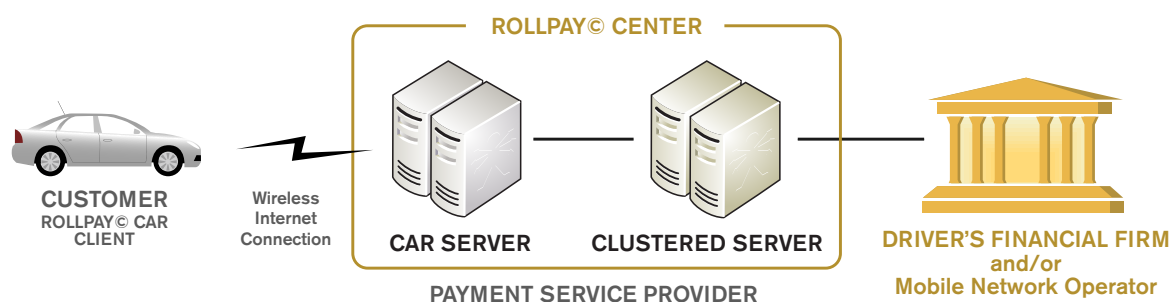 ROLLPAY© CENTER
CUSTOMER
ROLLPAY© CAR
CLIENT
Wireless
Internet
Connection
CAR SERVER
CLUSTERED SERVER
DRIVER'S FINANCIAL FIRM
and/or
Mobile Network Operator
PAYMENT SERVICE PROVIDER